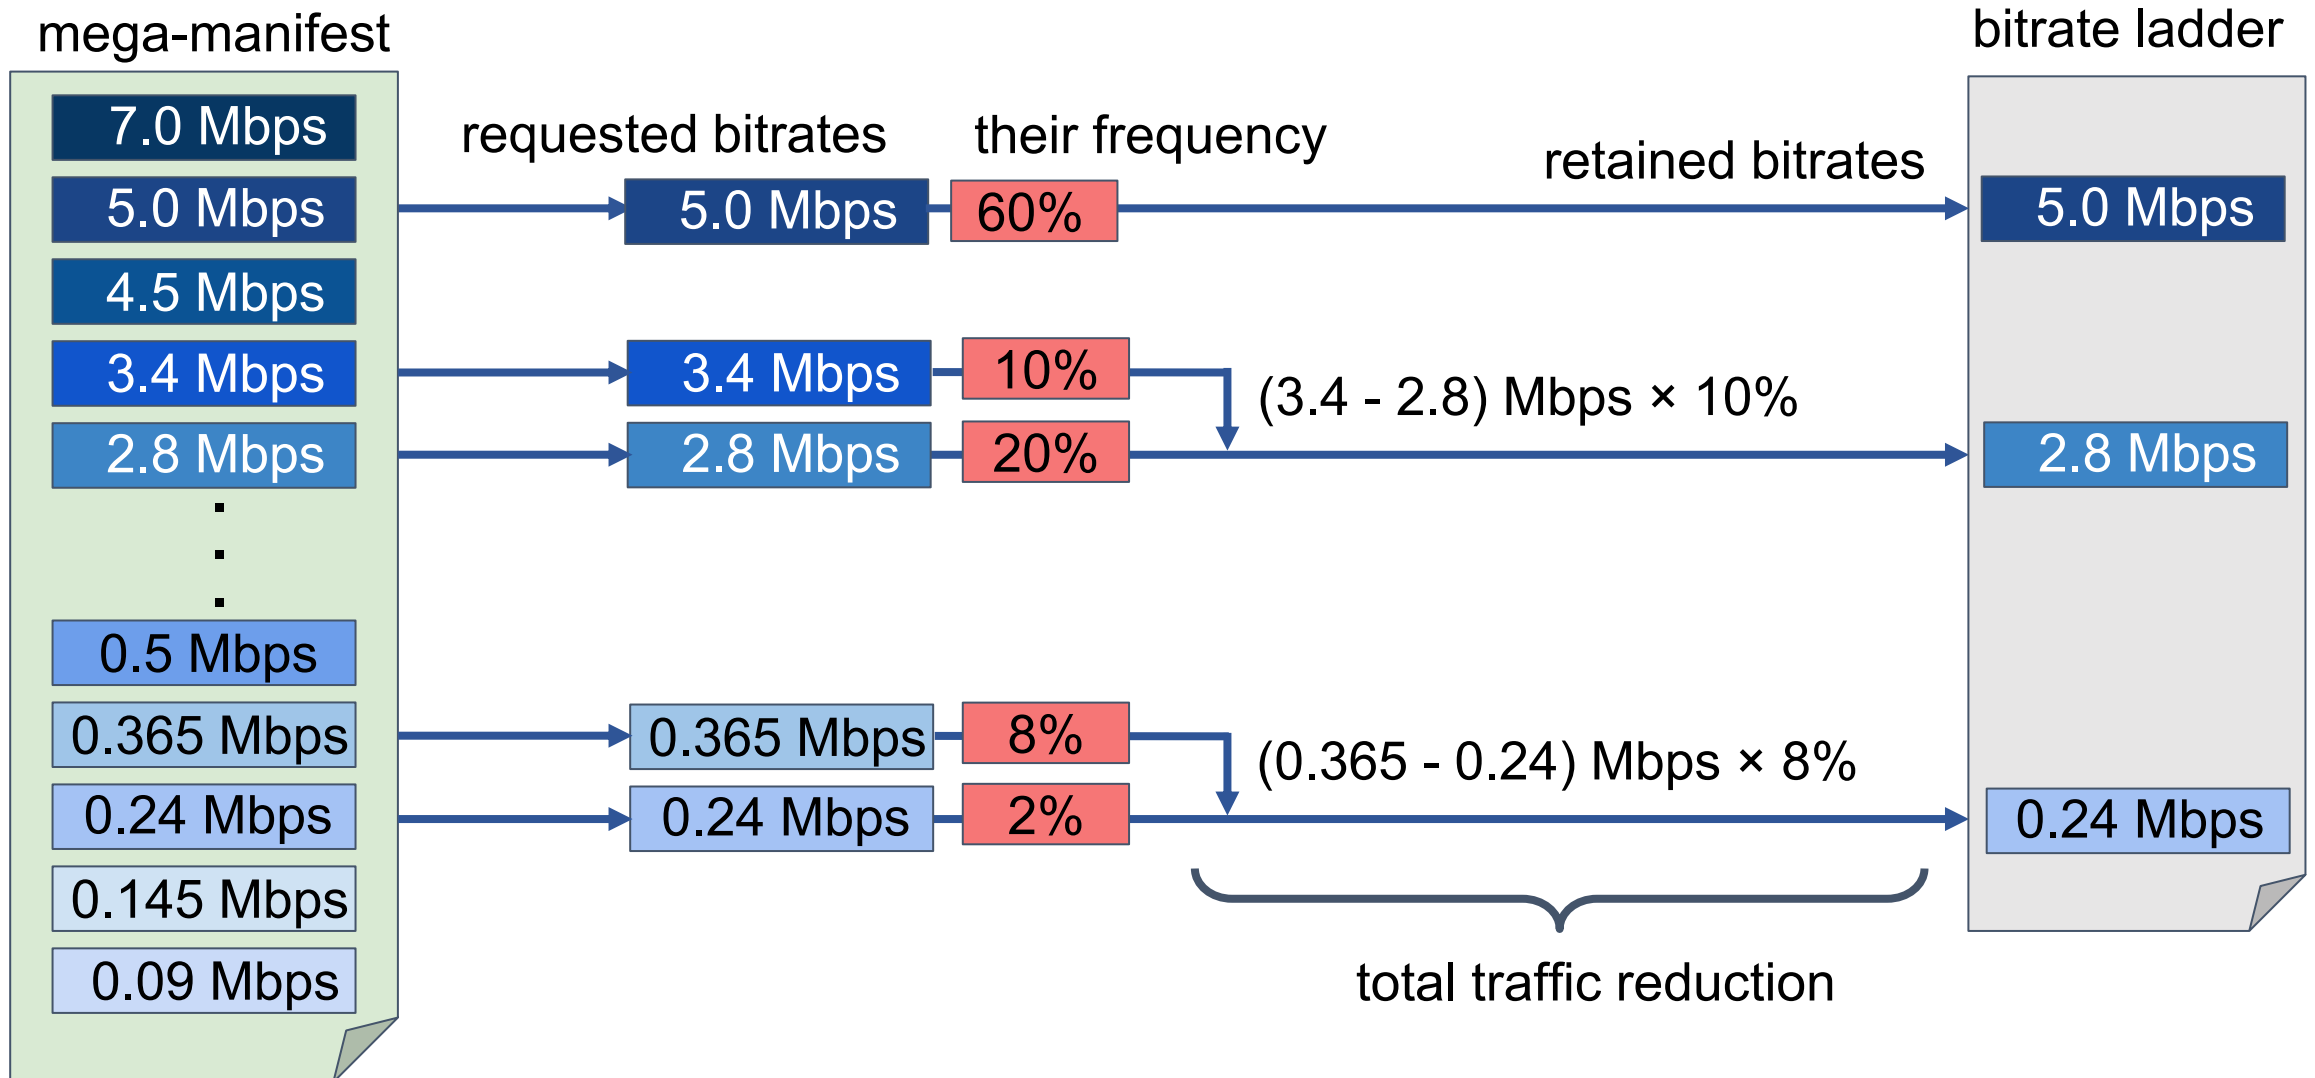 mega-manifest
7.0 Mbps
5.0 Mbps
4.5 Mbps
3.4 Mbps
2.8 Mbps
.
.
.
0.5 Mbps
0.365 Mbps
0.24 Mbps
0.145 Mbps
0.09 Mbps
requested bitrates
5.0 Mbps
3.4 Mbps
2.8 Mbps
0.365 Mbps
0.24 Mbps
their frequency
60%
10%
20%
8%
2%
retained bitrates
(3.4 - 2.8) Mbps × 10%
(0.365 - 0.24) Mbps × 8%
total traffic reduction
bitrate ladder
5.0 Mbps
2.8 Mbps
0.24 Mbps